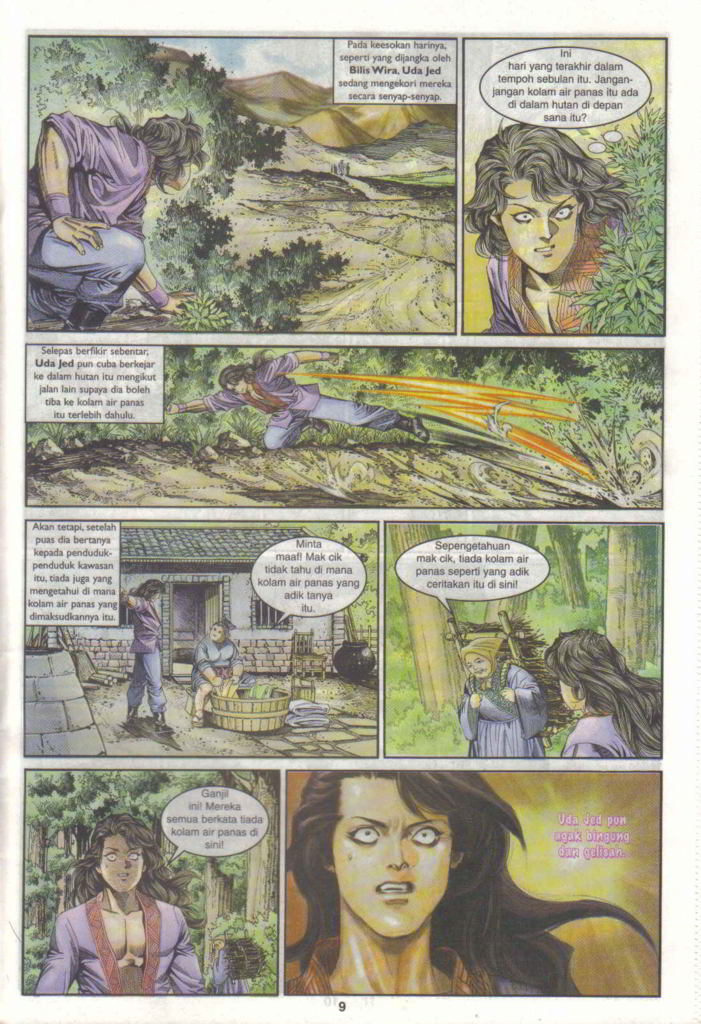 Pada keesokan harinya,
seperti yang dijangka oleh
Bilis Wira, Uda Jed
sedang mengekori mereka
secara senyap-senyap.
Ini
hari yang terakhir dalam
tempoh sebulan itu. Jangan-
jangan kolam air panas itu ada
di dalam hutan di depan
sana itu?
Selepas berfikir sebentar,
Uda Jed pun cuba berkejar
ke dalam hutan itu mengikut
jalan lain supaya dia boleh
tiba ke kolam air panas
itu terlebih dahulu.
Akan tetapi, setelah
puas dia bertanya
kepada penduduk-
penduduk kawasan
itu, tiada juga yang
mengetahui di mana
kolam air panas yang
dimaksudkannya itu.
Minta
maaf! Mak cik
tidak tahu di mana
kolam air panas yang
adik tanya
itu.
Sepengetahuan
mak cik, tiada kolam air
panas seperti yang adik
ceritakan itu di sini!
Ganjil
ini! Mereka
semua berkata tiada
kolam air panas di
sini!
Uda Jed pun
agak bingung
dan gelisah.
9